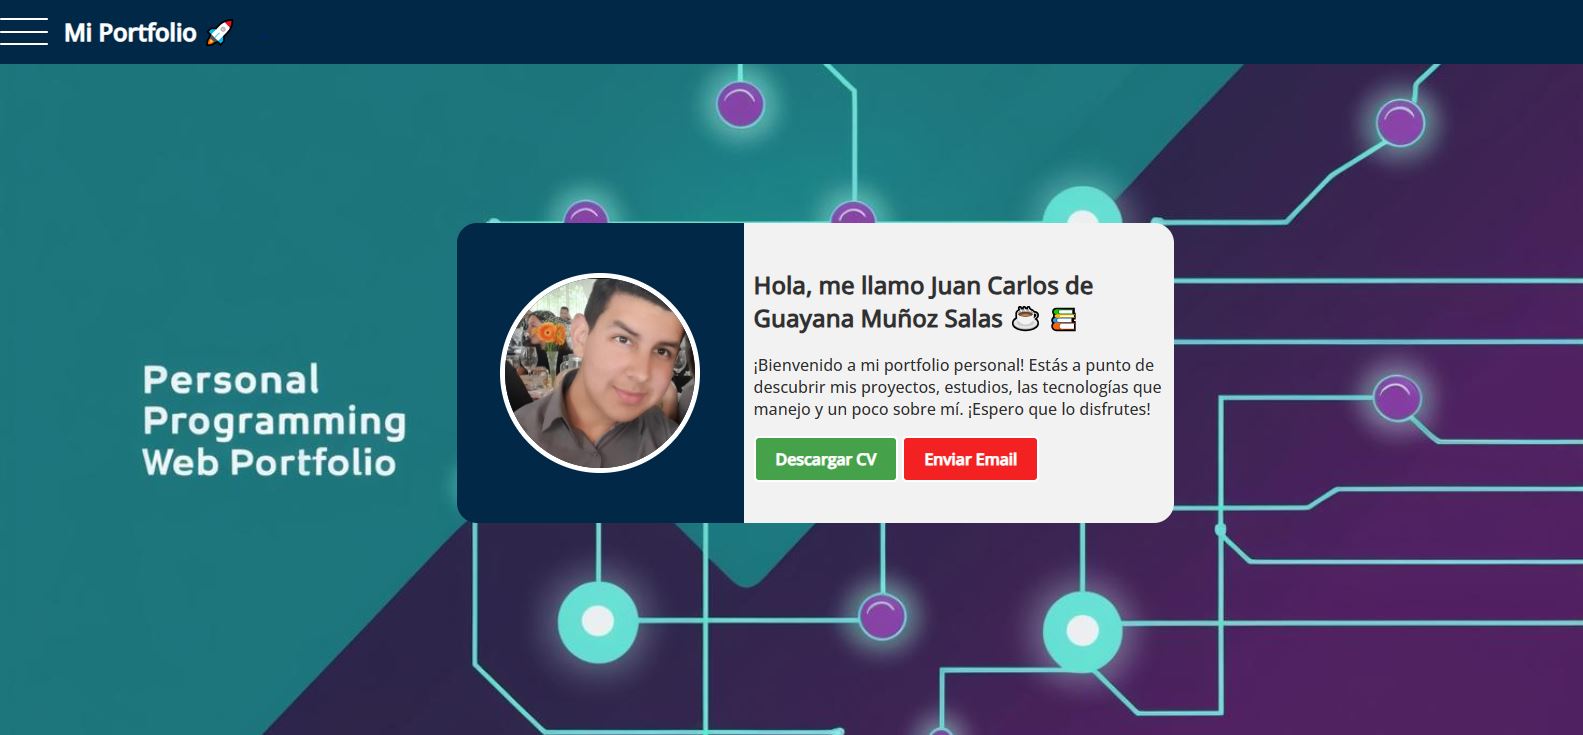 Mi Portfolio 🚀
Personal
Programming
Web Portfolio
Hola, me llamo Juan Carlos de
Guayana Muñoz Salas ☕ 📚
¡Bienvenido a mi portfolio personal! Estás a punto de
descubrir mis proyectos, estudios, las tecnologías que
manejo y un poco sobre mí. ¡Espero que lo disfrutes!
Descargar CV
Enviar Email